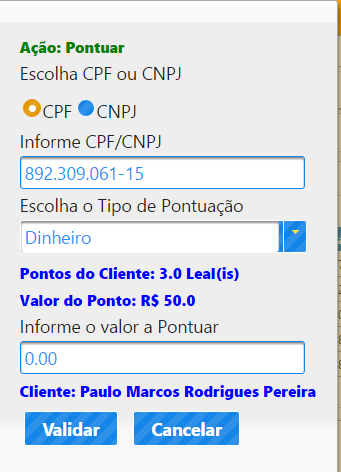 Ação: Pontuar
Escolha CPF ou CNPJ
CPF CNPJ
Informe CPF/CNPJ
892.309.061-15
Escolha o Tipo de Pontuação
Dinheiro
Pontos do Cliente: 3.0 Leal(is)
Valor do Ponto: R$ 50.0
Informe o valor a Pontuar
0.00
Cliente: Paulo Marcos Rodrigues Pereira
Validar Cancelar